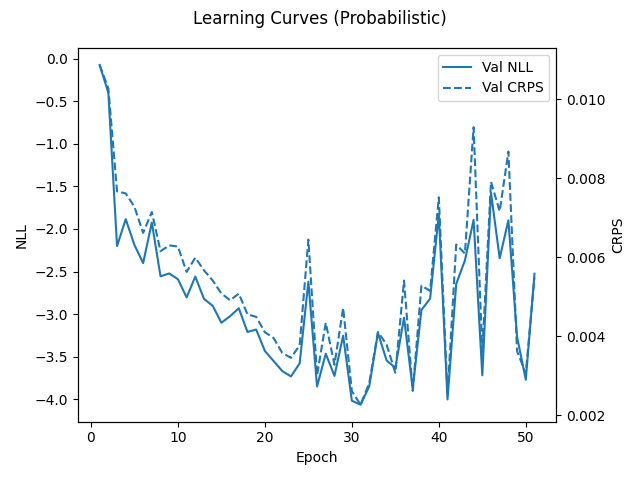 Learning Curves (Probabilistic)
Val NLL
Val CRPS
0.0
−0.5
−1.0
−1.5
−2.0
−2.5
−3.0
−3.5
−4.0
NLL
0.010
0.008
0.006
0.004
0.002
CRPS
0 10 20 30 40 50
Epoch